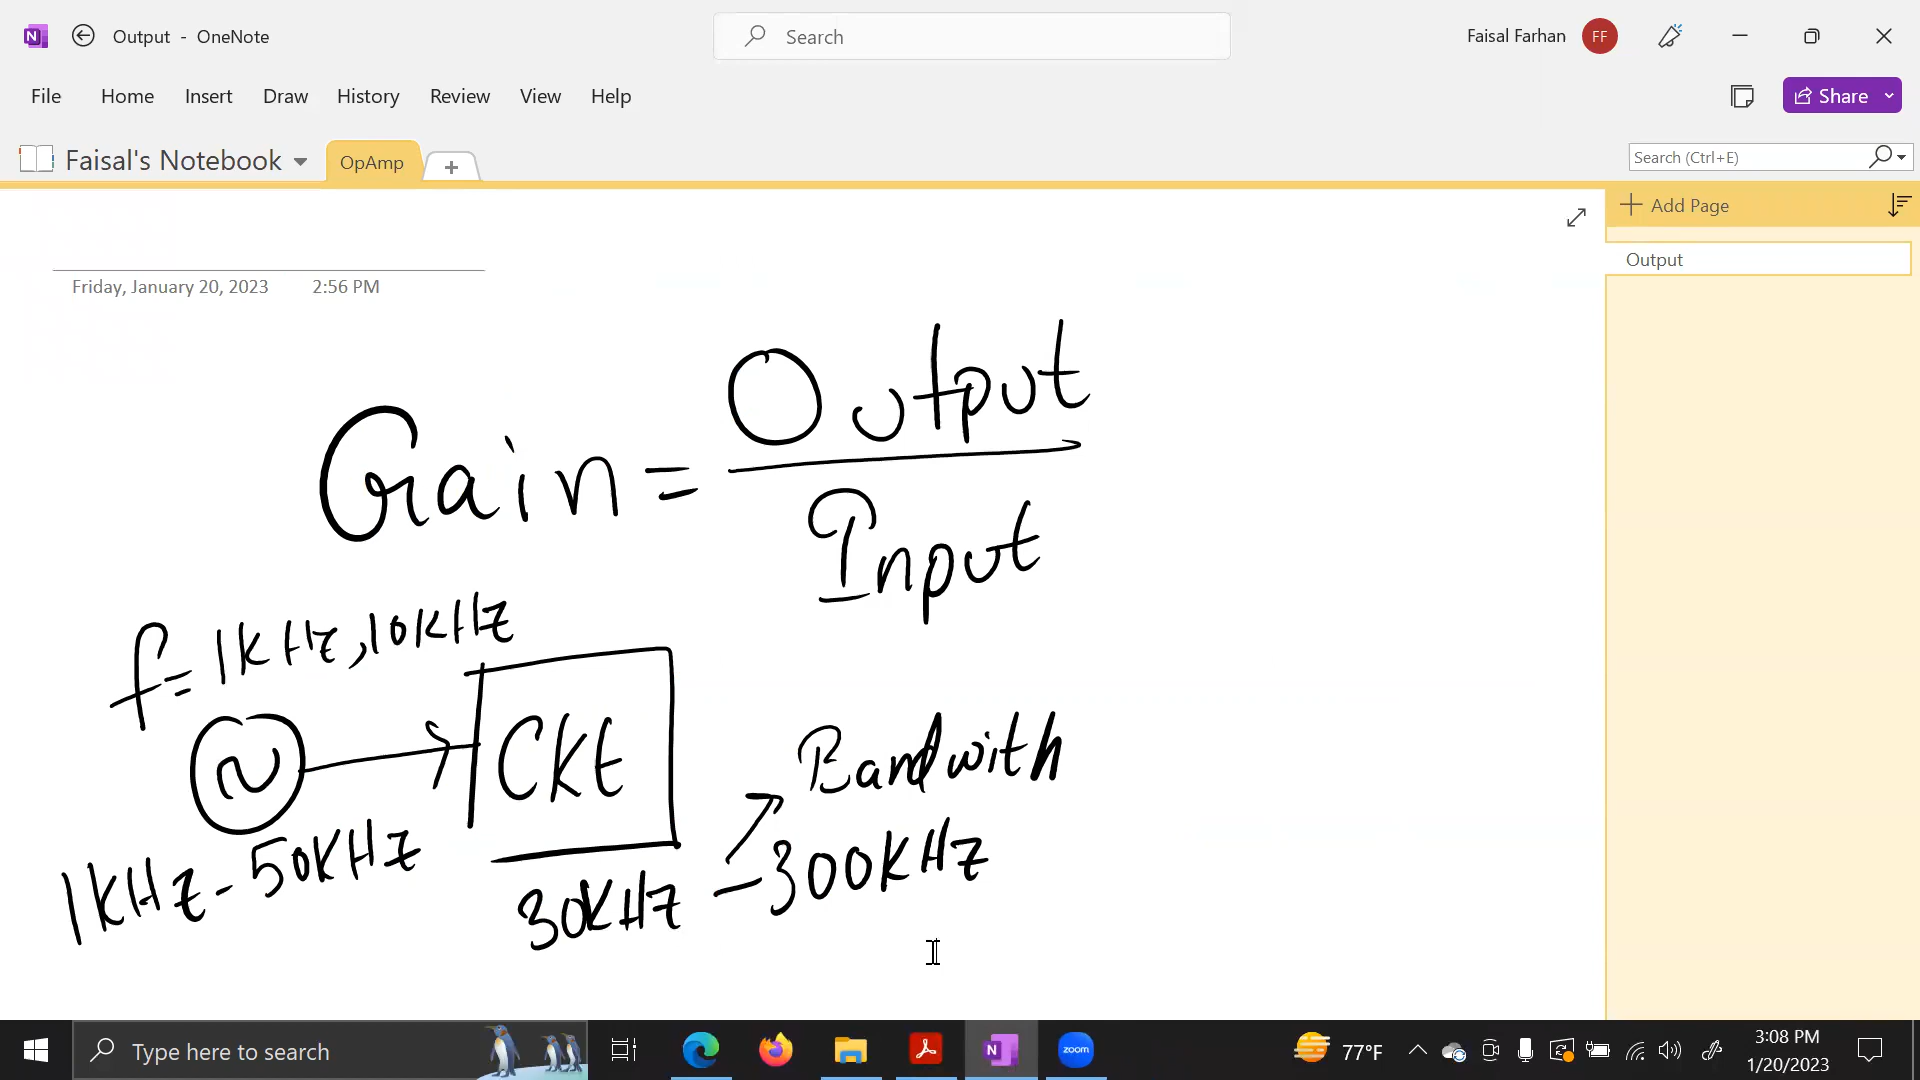 Output - OneNote
Search
Faisal Farhan
FF
File Home Insert Draw History Review View Help
Share
Faisal's Notebook
OpAmp
Search (Ctrl+E)
Add Page
Output
Friday, January 20, 2023 2:56 PM
Gain = Output
Input
f= 1KHz, 10KHz
Ckt
Bandwith
1KHz - 50KHz
30KHz - 300KHz
Type here to search
zoom
77°F
3:08 PM
1/20/2023